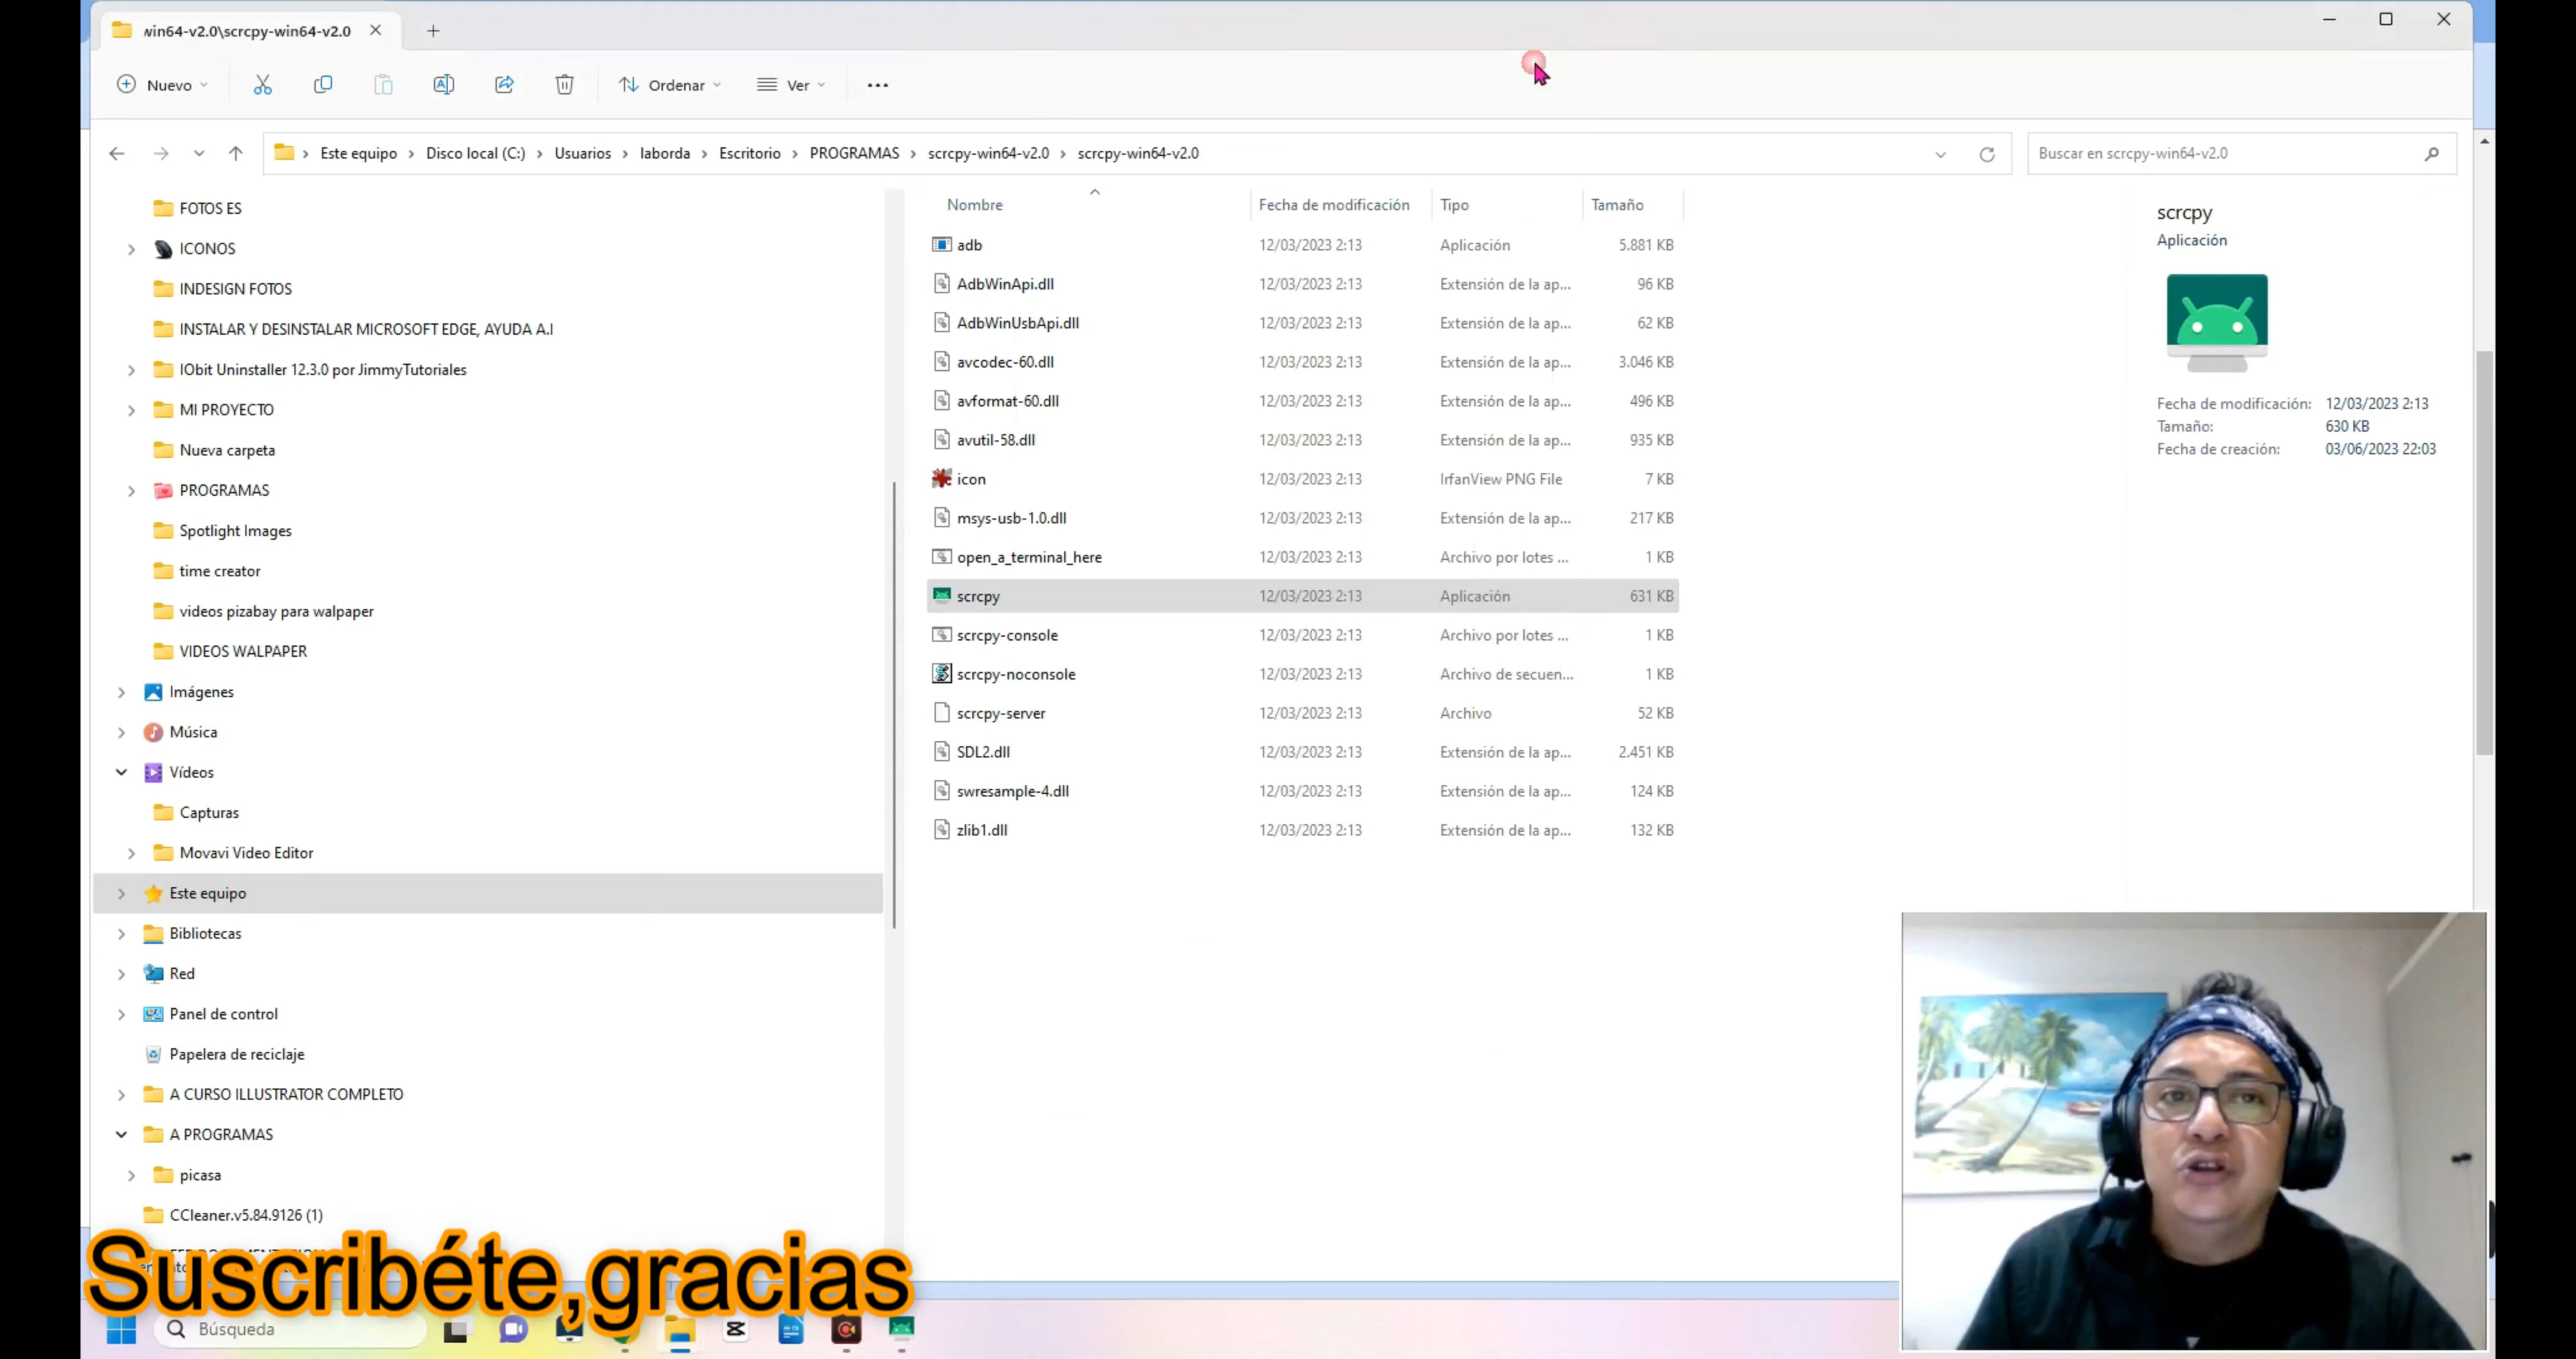 win64-v2.0\scrcpy-win64-v2.0
Nuevo
Ordenar
Ver
Este equipo > Disco local (C:) > Usuarios > laborda > Escritorio > PROGRAMAS > scrcpy-win64-v2.0 > scrcpy-win64-v2.0
Buscar en scrcpy-win64-v2.0
FOTOS ES
ICONOS
INDESIGN FOTOS
INSTALAR Y DESINSTALAR MICROSOFT EDGE, AYUDA A.I
IObit Uninstaller 12.3.0 por JimmyTutoriales
MI PROYECTO
Nueva carpeta
PROGRAMAS
Spotlight Images
time creator
videos pizabay para walpaper
VIDEOS WALPAPER
Imágenes
Música
Vídeos
Capturas
Movavi Video Editor
Este equipo
Bibliotecas
Red
Panel de control
Papelera de reciclaje
A CURSO ILLUSTRATOR COMPLETO
A PROGRAMAS
picasa
CCleaner.v5.84.9126 (1)
Nombre Fecha de modificación Tipo Tamaño
adb 12/03/2023 2:13 Aplicación 5.881 KB
AdbWinApi.dll 12/03/2023 2:13 Extensión de la ap... 96 KB
AdbWinUsbApi.dll 12/03/2023 2:13 Extensión de la ap... 62 KB
avcodec-60.dll 12/03/2023 2:13 Extensión de la ap... 3.046 KB
avformat-60.dll 12/03/2023 2:13 Extensión de la ap... 496 KB
avutil-58.dll 12/03/2023 2:13 Extensión de la ap... 935 KB
icon 12/03/2023 2:13 IrfanView PNG File 7 KB
msys-usb-1.0.dll 12/03/2023 2:13 Extensión de la ap... 217 KB
open_a_terminal_here 12/03/2023 2:13 Archivo por lotes ... 1 KB
scrcpy 12/03/2023 2:13 Aplicación 631 KB
scrcpy-console 12/03/2023 2:13 Archivo por lotes ... 1 KB
scrcpy-noconsole 12/03/2023 2:13 Archivo de secuen... 1 KB
scrcpy-server 12/03/2023 2:13 Archivo 52 KB
SDL2.dll 12/03/2023 2:13 Extensión de la ap... 2.451 KB
swresample-4.dll 12/03/2023 2:13 Extensión de la ap... 124 KB
zlib1.dll 12/03/2023 2:13 Extensión de la ap... 132 KB
scrcpy
Aplicación
Fecha de modificación: 12/03/2023 2:13
Tamaño: 630 KB
Fecha de creación: 03/06/2023 22:03
Suscribéte,gracias
Búsqueda